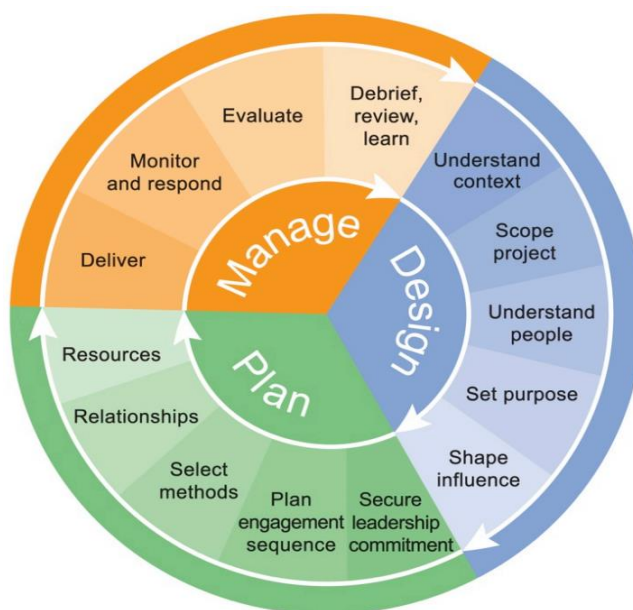 Manage
Design
Plan
Understand
context
Scope
project
Understand
people
Set purpose
Shape
influence
Secure
leadership
commitment
Plan
engagement
sequence
Select
methods
Relationships
Resources
Deliver
Monitor
and respond
Evaluate
Debrief,
review,
learn